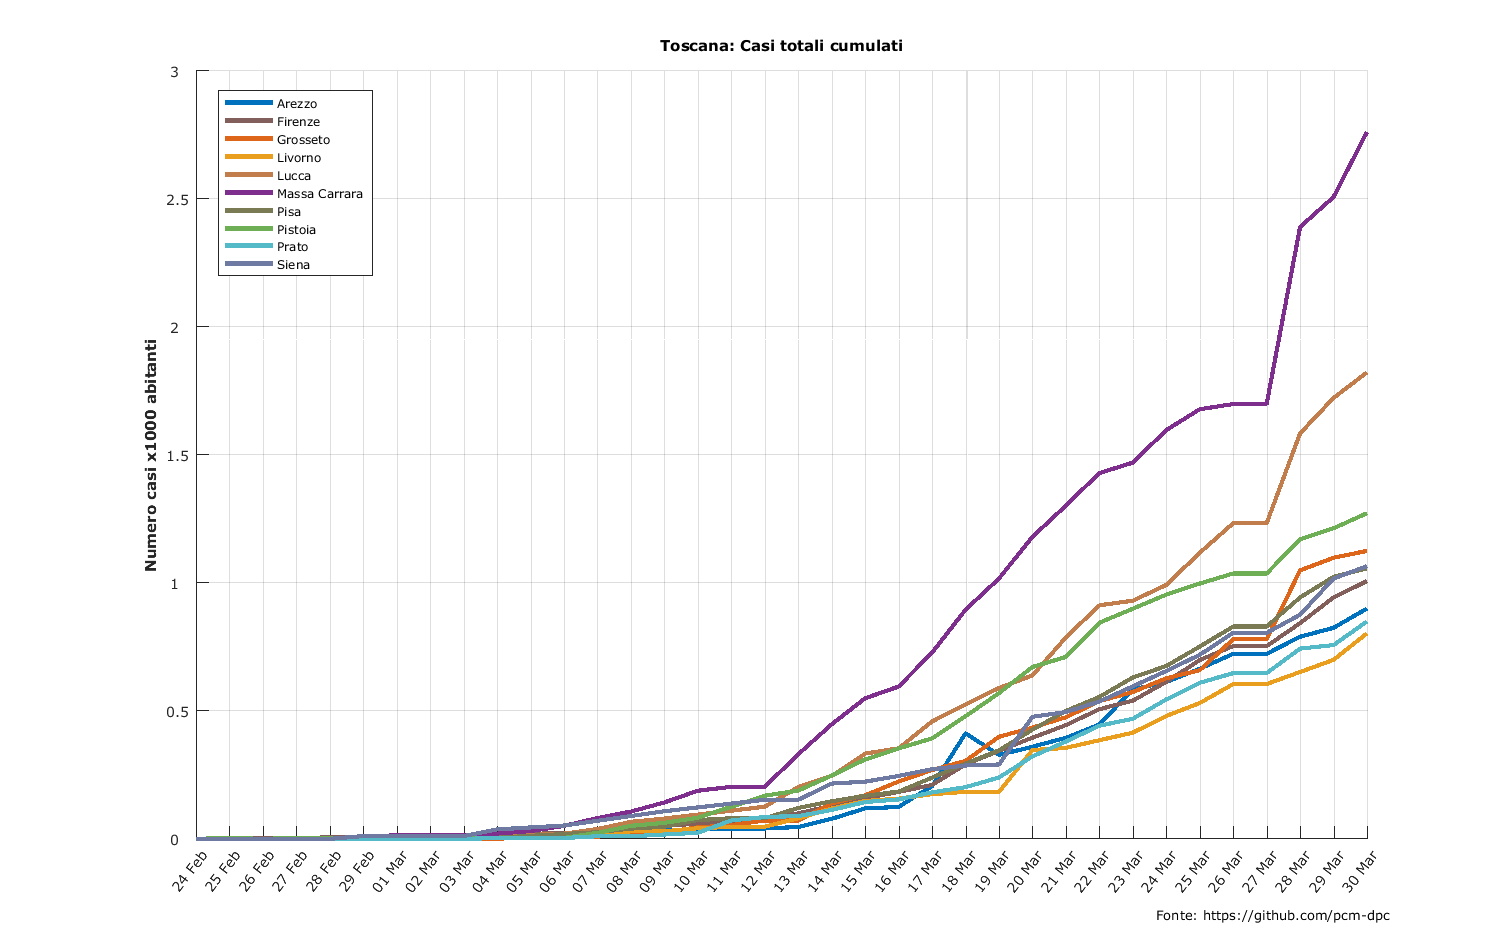 Toscana: Casi totali cumulati
Numero casi x1000 abitanti
3
2.5
2
1.5
1
0.5
0
Arezzo
Firenze
Grosseto
Livorno
Lucca
Massa Carrara
Pisa
Pistoia
Prato
Siena
24 Feb
25 Feb
26 Feb
27 Feb
28 Feb
29 Feb
01 Mar
02 Mar
03 Mar
04 Mar
05 Mar
06 Mar
07 Mar
08 Mar
09 Mar
10 Mar
11 Mar
12 Mar
13 Mar
14 Mar
15 Mar
16 Mar
17 Mar
18 Mar
19 Mar
20 Mar
21 Mar
22 Mar
23 Mar
24 Mar
25 Mar
26 Mar
27 Mar
28 Mar
29 Mar
30 Mar
Fonte: https://github.com/pcm-dpc